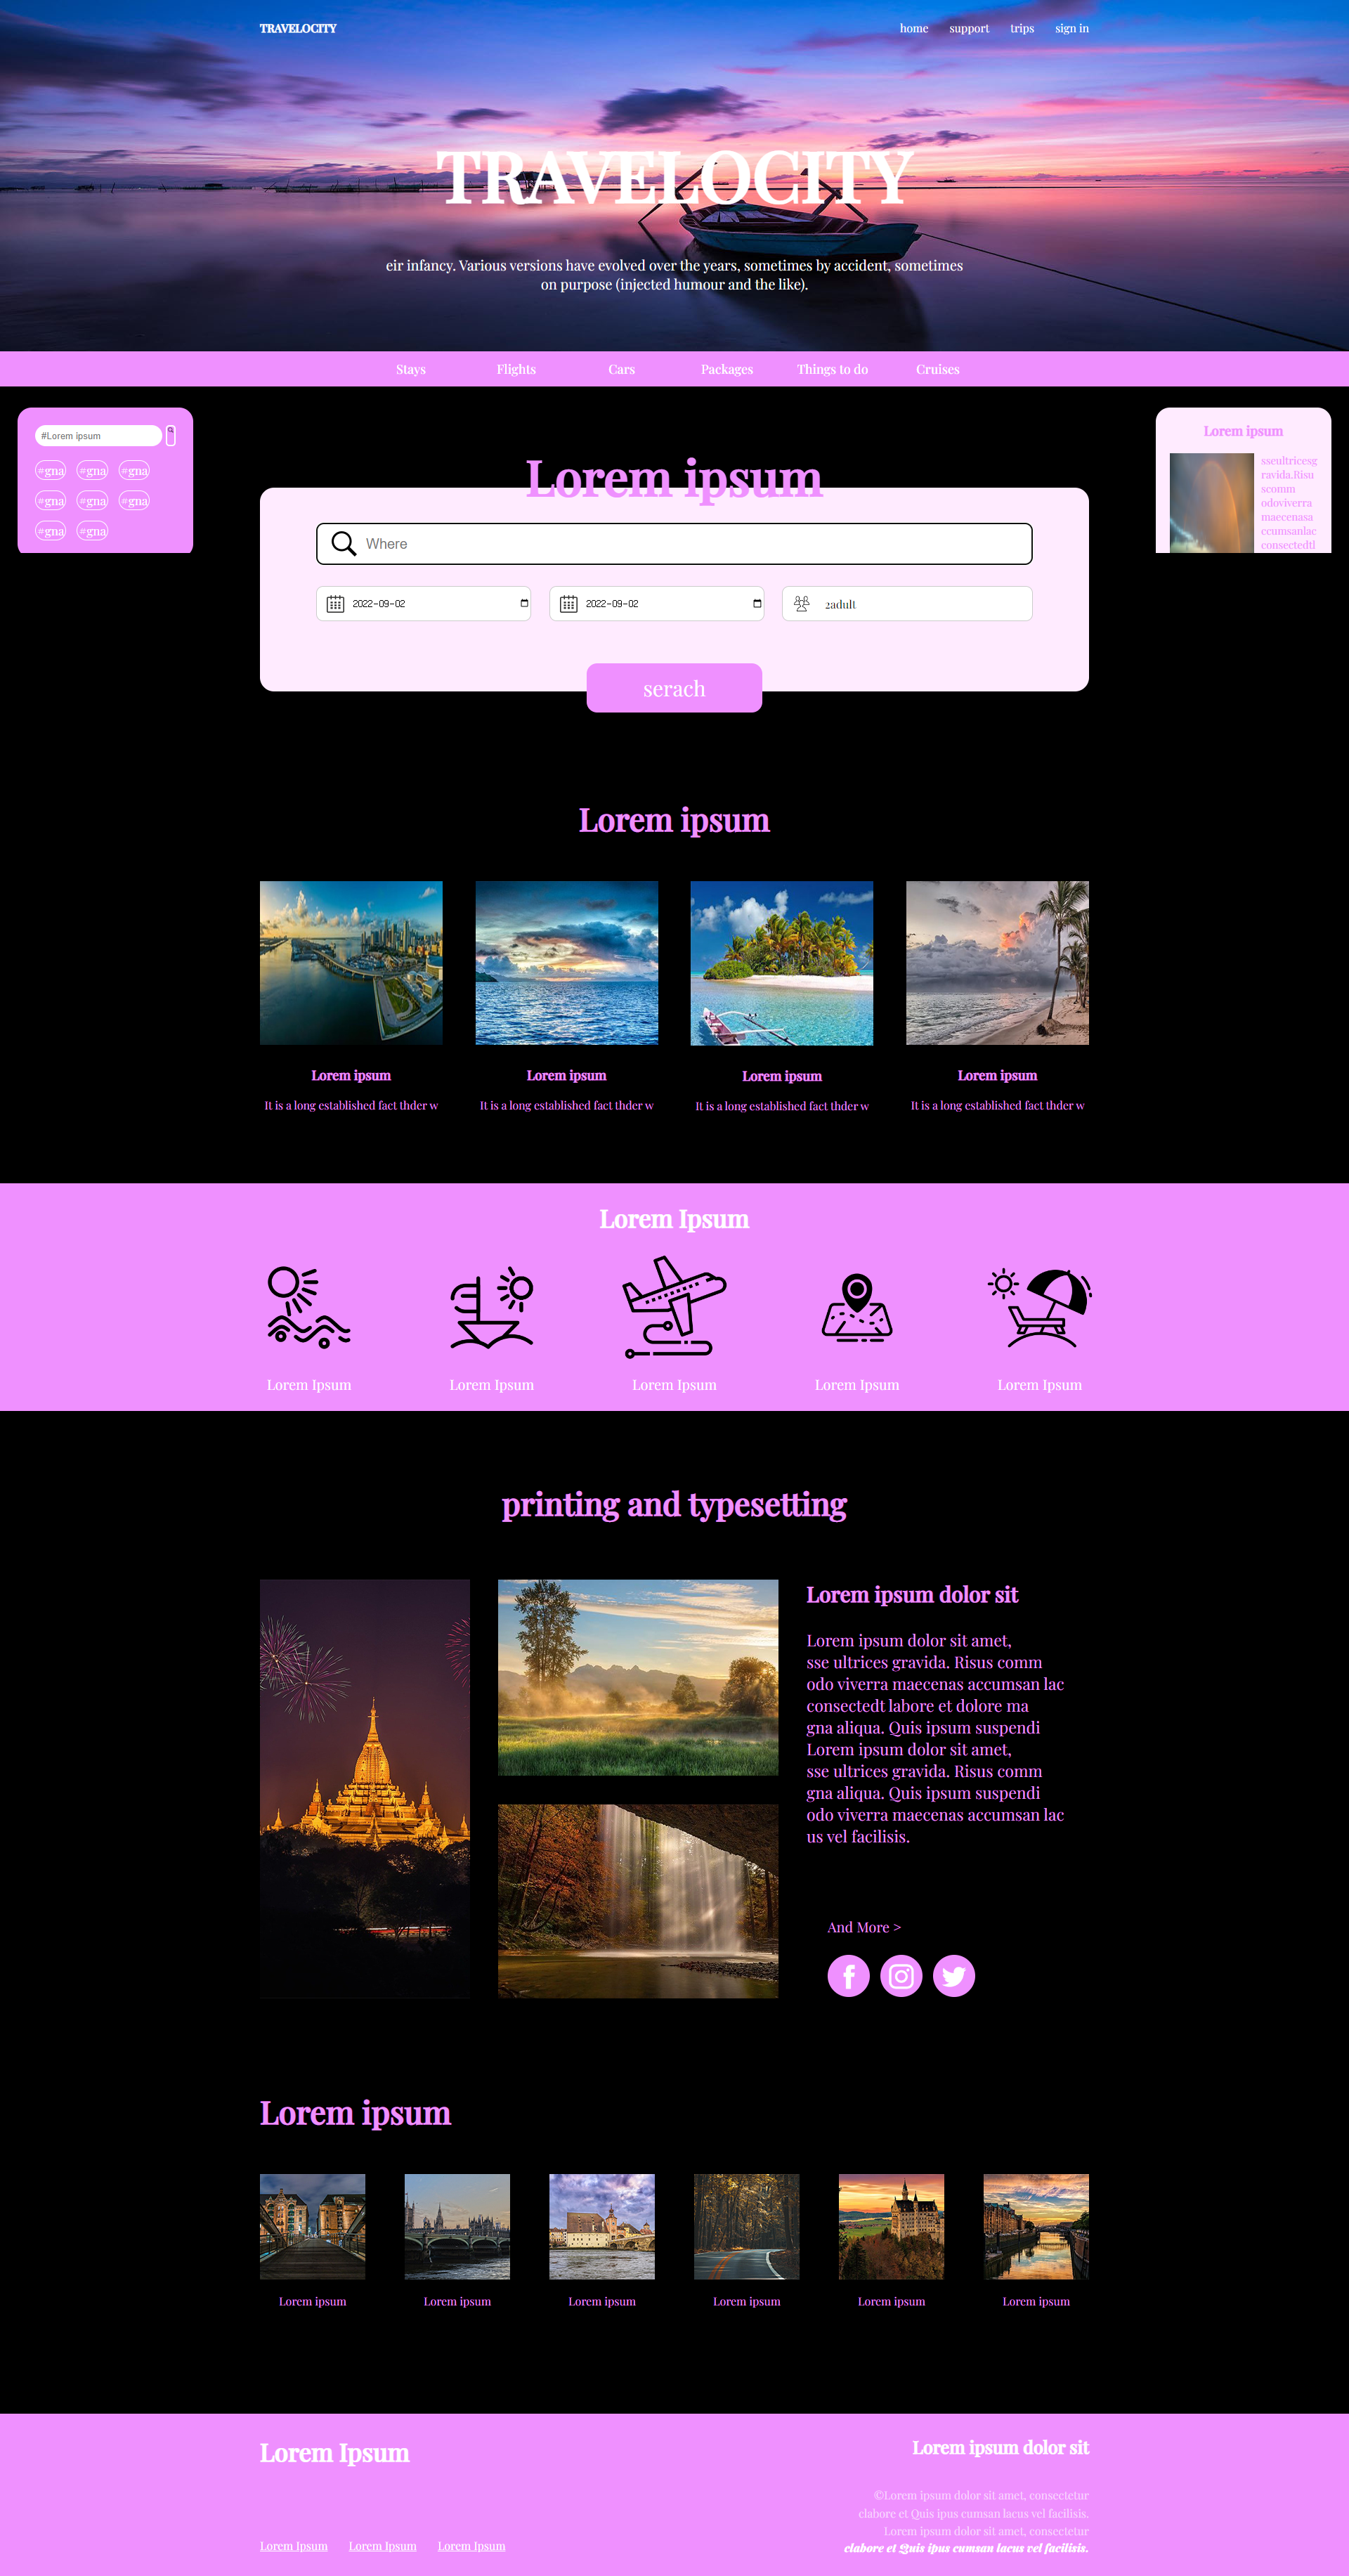 TRAVELOCITY
home support trips sign in
TRAVELOCITY
eir infancy. Various versions have evolved over the years, sometimes by accident, sometimes
on purpose (injected humour and the like).
Stays Flights Cars Packages Things to do Cruises
#Lorem ipsum
#gna #gna #gna
#gna #gna #gna
#gna #gna
Lorem ipsum
sseultricesg
ravida.Risu
scomm
odoviverra
maecenasa
ccumsanlac
consectedtl
Lorem ipsum
Where
2022-09-02
2022-09-02
2adult
serach
Lorem ipsum
Lorem ipsum
It is a long established fact thder w
Lorem ipsum
It is a long established fact thder w
Lorem ipsum
It is a long established fact thder w
Lorem ipsum
It is a long established fact thder w
Lorem Ipsum
Lorem Ipsum
Lorem Ipsum
Lorem Ipsum
Lorem Ipsum
Lorem Ipsum
printing and typesetting
Lorem ipsum dolor sit
Lorem ipsum dolor sit amet,
sse ultrices gravida. Risus comm
odo viverra maecenas accumsan lac
consectedt labore et dolore ma
gna aliqua. Quis ipsum suspendi
Lorem ipsum dolor sit amet,
sse ultrices gravida. Risus comm
gna aliqua. Quis ipsum suspendi
odo viverra maecenas accumsan lac
us vel facilisis.
And More >
Lorem ipsum
Lorem ipsum
Lorem ipsum
Lorem ipsum
Lorem ipsum
Lorem ipsum
Lorem ipsum
Lorem Ipsum
Lorem Ipsum Lorem Ipsum Lorem Ipsum
Lorem ipsum dolor sit
©Lorem ipsum dolor sit amet, consectetur
clabore et Quis ipus cumsan lacus vel facilisis.
Lorem ipsum dolor sit amet, consectetur
clabore et Quis ipus cumsan lacus vel facilisis.